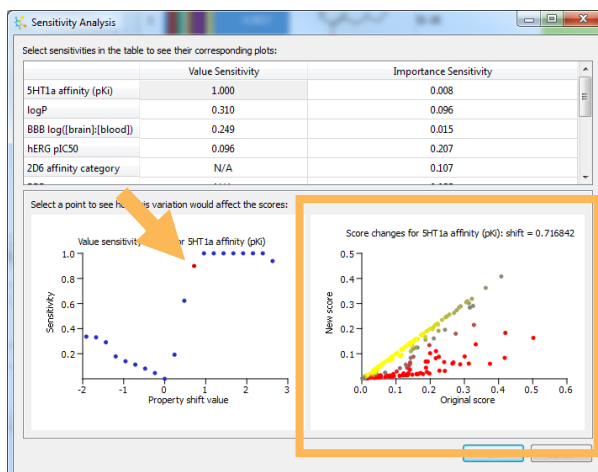 Sensitivity Analysis
Select sensitivities in the table to see their corresponding plots:
Value Sensitivity Importance Sensitivity
5HT1a affinity (pKi) 1.000 0.008
logP 0.310 0.096
BBB log([brain]:[blood]) 0.249 0.015
hERG pIC50 0.096 0.207
2D6 affinity category N/A 0.107
Select a point to see is variation would affect the scores:
Value sensitivity for 5HT1a affinity (pKi)
1.0
0.8
0.6
0.4
0.2
Sensitivity
-2 -1 0 1 2 3
Property shift value
Score changes for 5HT1a affinity (pKi): shift = 0.716842
0.5
0.4
0.3
0.2
0.1
New score
0.0 0.1 0.2 0.3 0.4 0.5 0.6
Original score